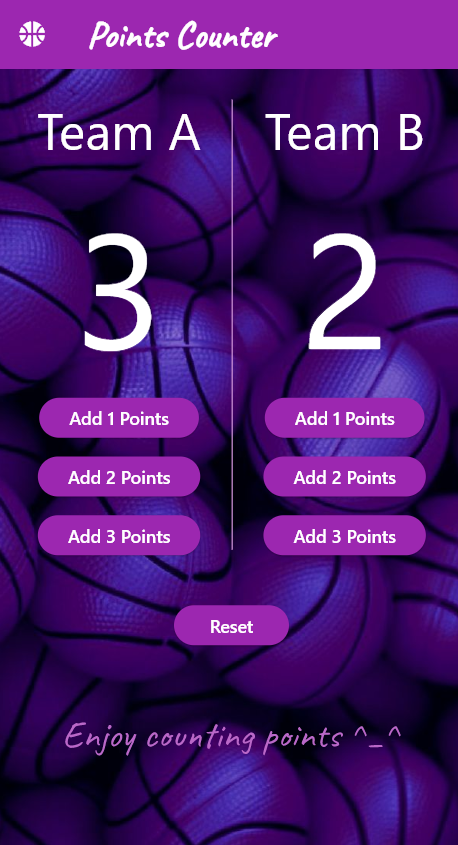 Points Counter
Team A
3
Add 1 Points
Add 2 Points
Add 3 Points
Team B
2
Add 1 Points
Add 2 Points
Add 3 Points
Reset
Enjoy counting points ^_^